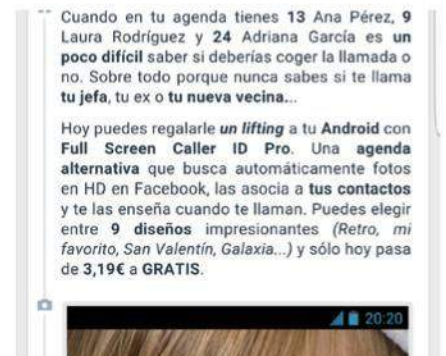 Cuando en tu agenda tienes 13 Ana Pérez, 9
Laura Rodríguez y 24 Adriana García es un
poco difícil saber si deberías coger la llamada o
no. Sobre todo porque nunca sabes si te llama
tu jefa, tu ex o tu nueva vecina...
Hoy puedes regalarle un lifting a tu Android con
Full Screen Caller ID Pro. Una agenda
alternativa que busca automáticamente fotos
en HD en Facebook, las asocia a tus contactos
y te las enseña cuando te llaman. Puedes elegir
entre 9 diseños impresionantes (Retro, mi
favorito, San Valentín, Galaxia...) y sólo hoy pasa
de 3,19€ a GRATIS.
20:20